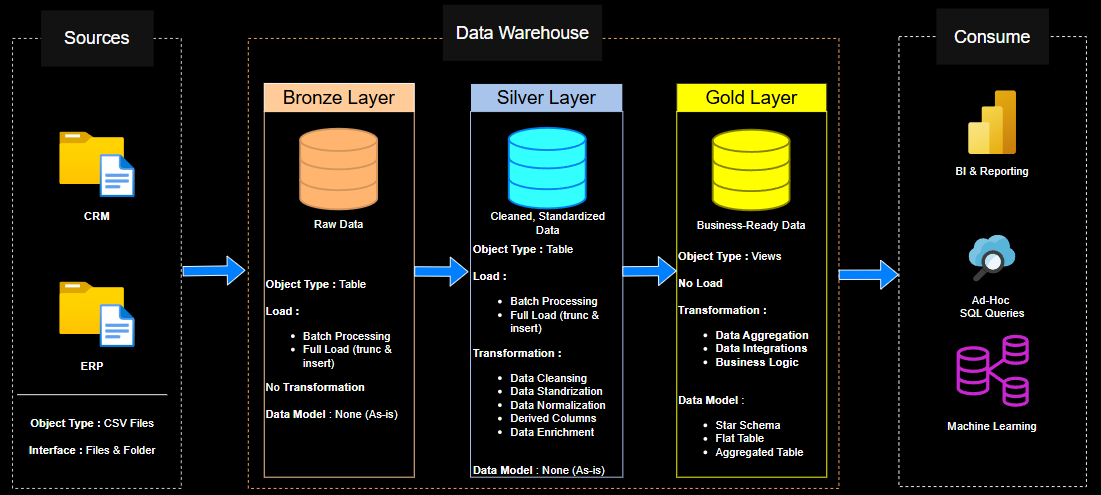 Sources
CRM
ERP
Object Type : CSV Files
Interface : Files & Folder
Data Warehouse
Bronze Layer
Raw Data
Object Type : Table
Load :
• Batch Processing
• Full Load (trunc &
insert)
No Transformation
Data Model : None (As-is)
Silver Layer
Cleaned, Standardized
Data
Object Type : Table
Load :
• Batch Processing
• Full Load (trunc &
insert)
Transformation :
• Data Cleansing
• Data Standrization
• Data Normalization
• Derived Columns
• Data Enrichment
Data Model : None (As-is)
Gold Layer
Business-Ready Data
Object Type : Views
No Load
Transformation :
• Data Aggregation
• Data Integrations
• Business Logic
Data Model :
• Star Schema
• Flat Table
• Aggregated Table
Consume
BI & Reporting
Ad-Hoc
SQL Queries
Machine Learning